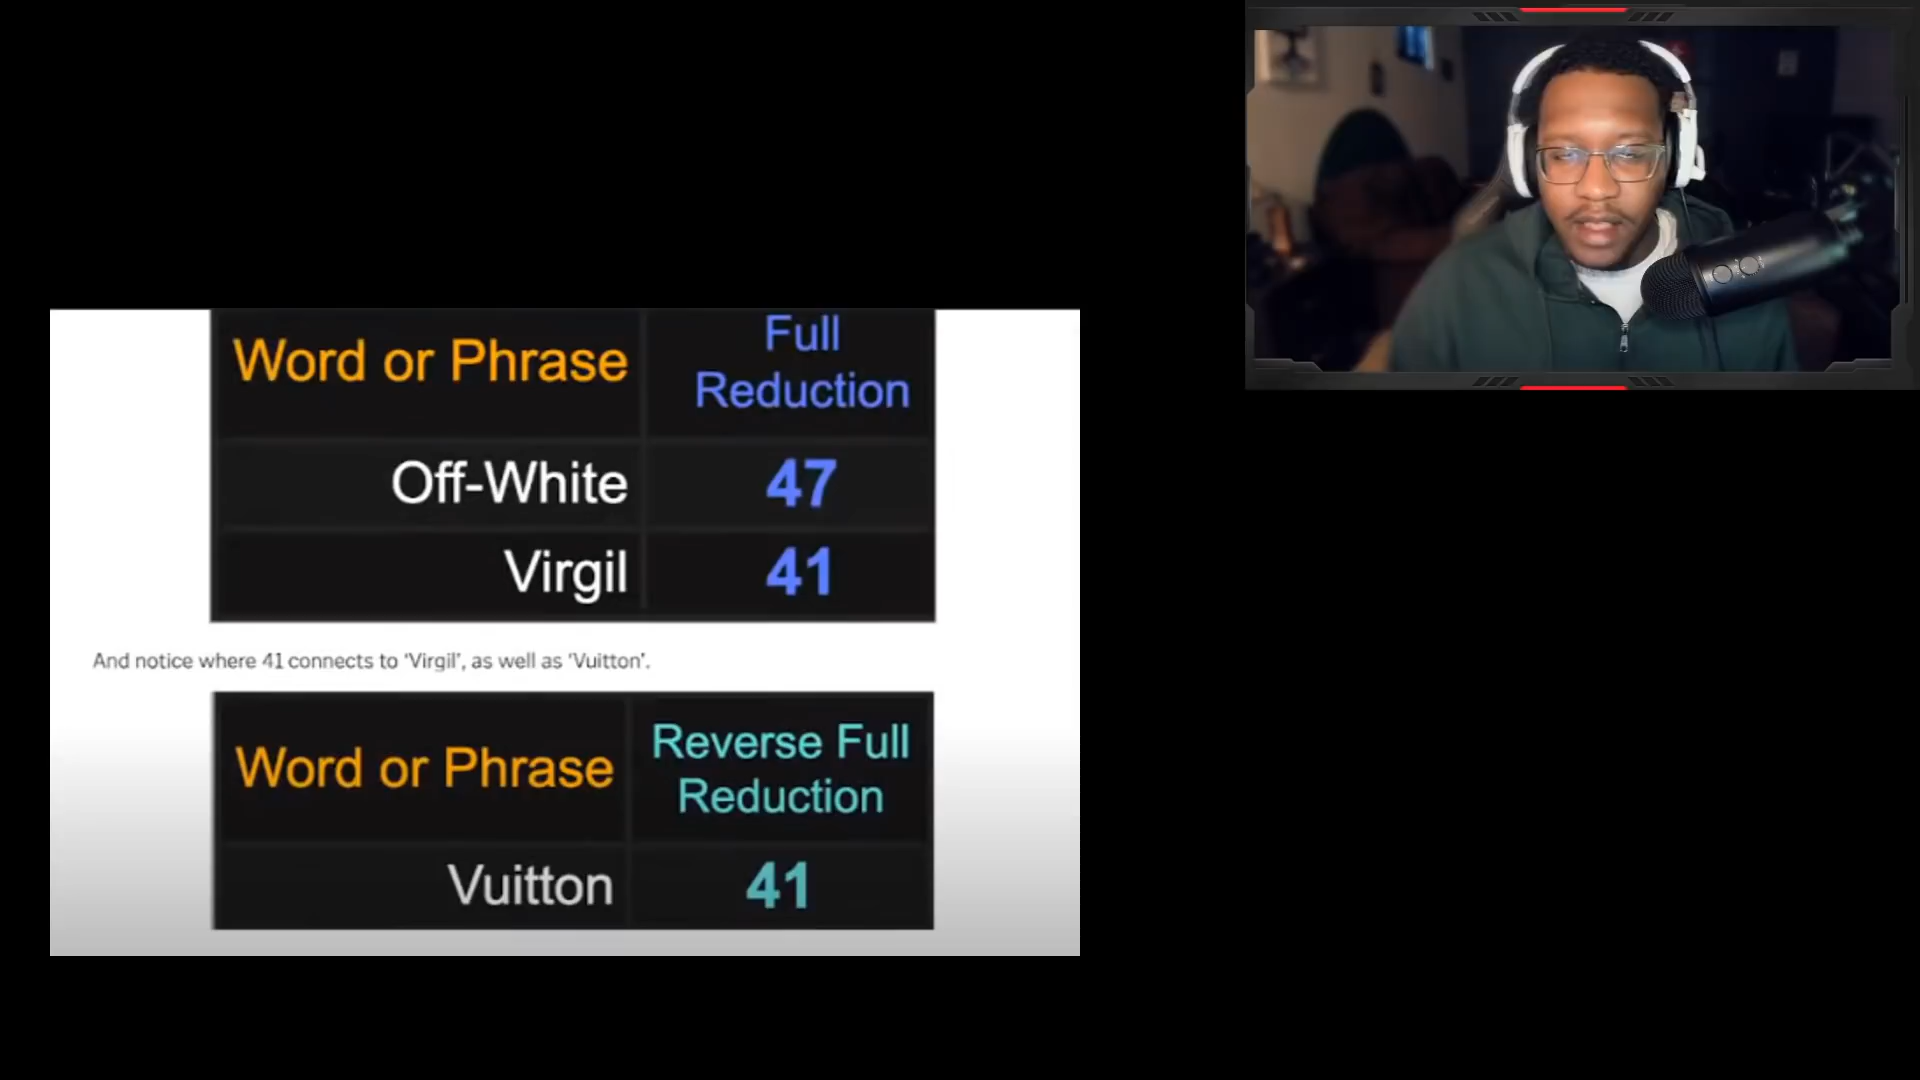 Word or Phrase
Full
Reduction
Off-White 47
Virgil 41
And notice where 41 connects to 'Virgil', as well as 'Vuitton'.
Word or Phrase
Reverse Full
Reduction
Vuitton 41